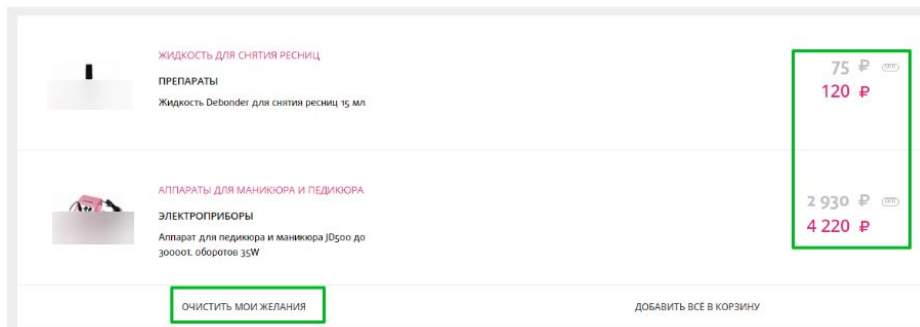 ЖИДКОСТЬ ДЛЯ СНЯТИЯ РЕСНИЦ
ПРЕПАРАТЫ
Жидкость Debonder для снятия ресниц 15 мл
75 ₽ опт
120 ₽
АППАРАТЫ ДЛЯ МАНИКЮРА И ПЕДИКЮРА
ЭЛЕКТРОПРИБОРЫ
Аппарат для педикюра и маникюра JD500 до
30000т. оборотов 35W
2 930 ₽ опт
4 220 ₽
ОЧИСТИТЬ МОИ ЖЕЛАНИЯ
ДОБАВИТЬ ВСЁ В КОРЗИНУ